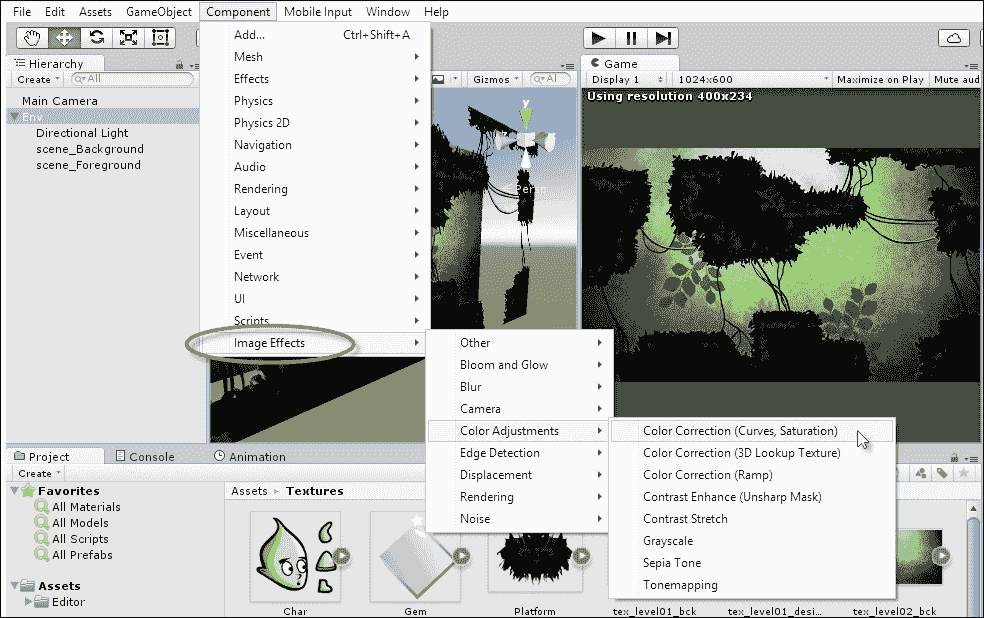 File Edit Assets GameObject Component Mobile Input Window Help
Hierarchy
Create All
Main Camera
Env
Directional Light
scene_Background
scene_Foreground
Add... Ctrl+Shift+A
Mesh
Effects
Physics
Physics 2D
Navigation
Audio
Rendering
Layout
Miscellaneous
Event
Network
UI
Scripts
Image Effects
Gizmos All
y
Persp
Game
Display 1 1024x600 Maximize on Play Mute aud
Using resolution 400x234
Other
Bloom and Glow
Blur
Camera
Color Adjustments
Edge Detection
Displacement
Rendering
Noise
Color Correction (Curves, Saturation)
Color Correction (3D Lookup Texture)
Color Correction (Ramp)
Contrast Enhance (Unsharp Mask)
Contrast Stretch
Grayscale
Sepia Tone
Tonemapping
Project Console Animation
Create
Favorites
All Materials
All Models
All Scripts
All Prefabs
Assets
Editor
Assets Textures
Char Gem Platform tex_level01_bck tex_level01_desi... tex_level02_bck